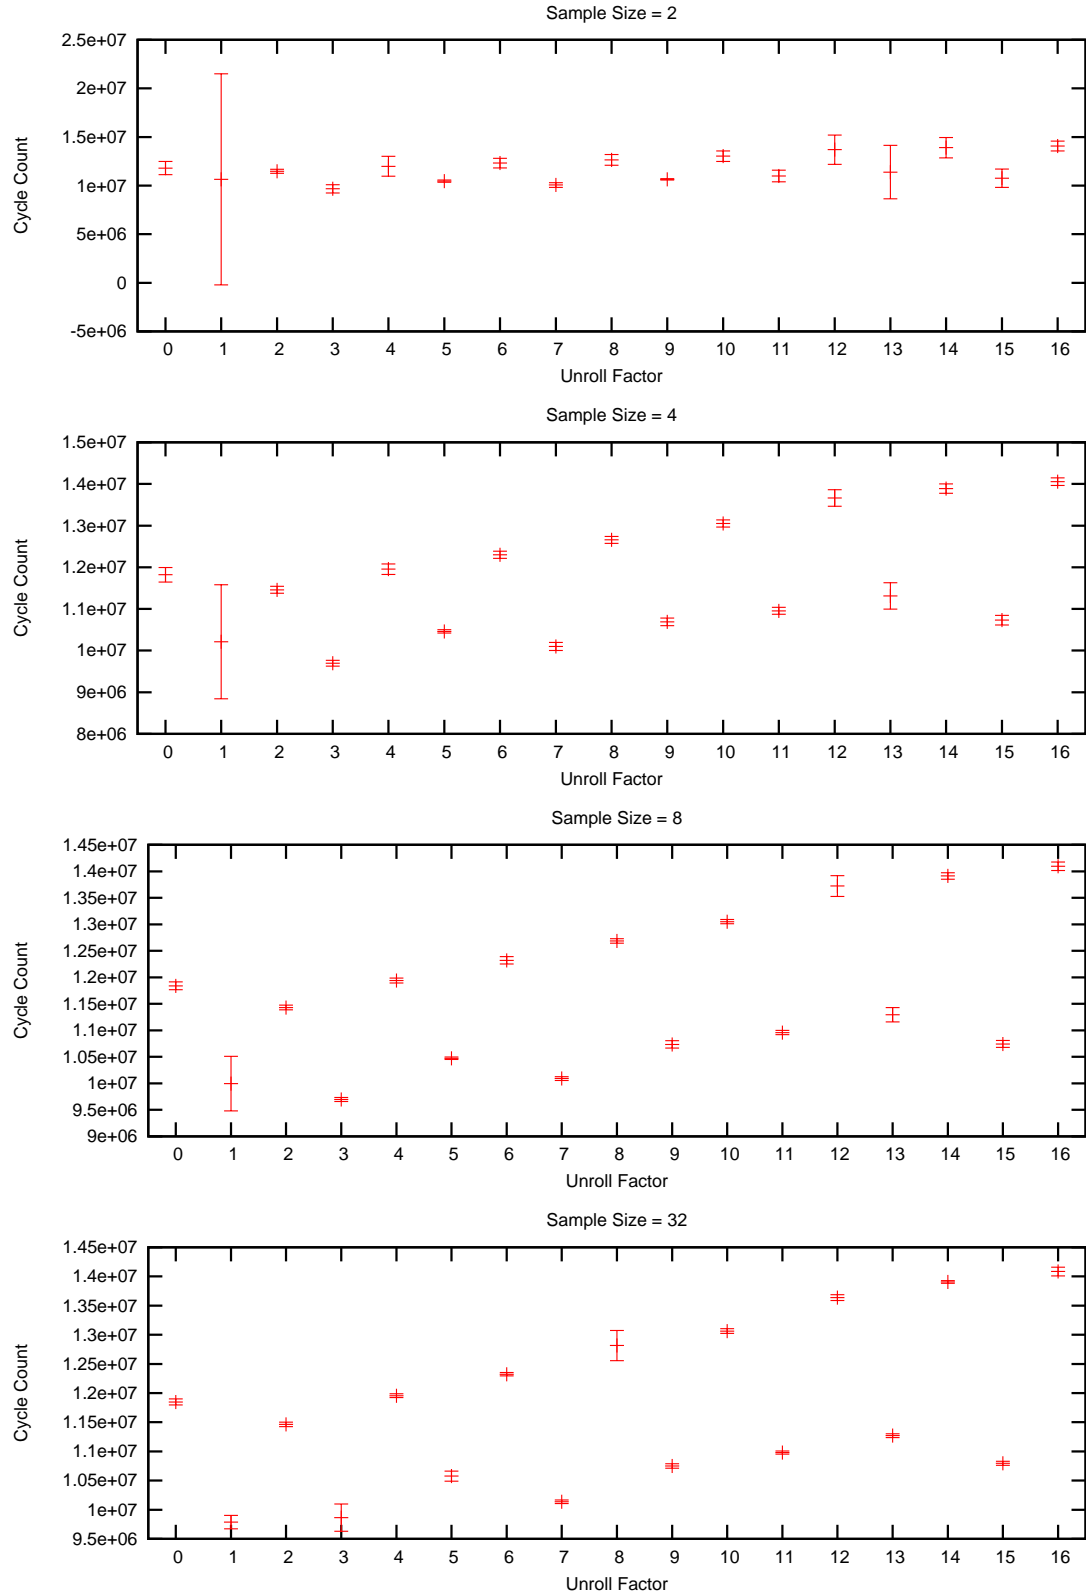 Sample Size = 2
2.5e+07
2e+07
1.5e+07
1e+07
5e+06
0
-5e+06
Cycle Count
0 1 2 3 4 5 6 7 8 9 10 11 12 13 14 15 16
Unroll Factor
Sample Size = 4
1.5e+07
1.4e+07
1.3e+07
1.2e+07
1.1e+07
1e+07
9e+06
8e+06
Cycle Count
0 1 2 3 4 5 6 7 8 9 10 11 12 13 14 15 16
Unroll Factor
Sample Size = 8
1.45e+07
1.4e+07
1.35e+07
1.3e+07
1.25e+07
1.2e+07
1.15e+07
1.1e+07
1.05e+07
1e+07
9.5e+06
9e+06
Cycle Count
0 1 2 3 4 5 6 7 8 9 10 11 12 13 14 15 16
Unroll Factor
Sample Size = 32
1.45e+07
1.4e+07
1.35e+07
1.3e+07
1.25e+07
1.2e+07
1.15e+07
1.1e+07
1.05e+07
1e+07
9.5e+06
Cycle Count
0 1 2 3 4 5 6 7 8 9 10 11 12 13 14 15 16
Unroll Factor